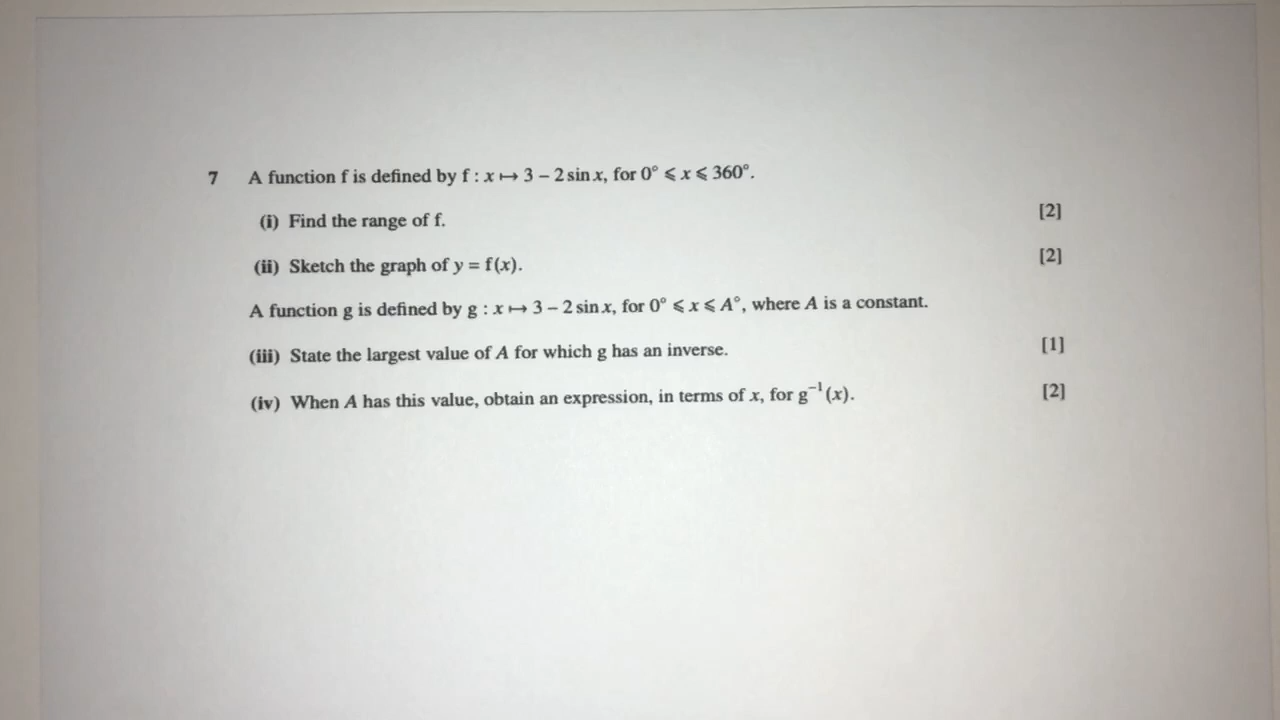 7 A function f is defined by f : x ↦ 3 − 2 sin x, for 0° ⩽ x ⩽ 360°.
(i) Find the range of f. [2]
(ii) Sketch the graph of y = f(x). [2]
A function g is defined by g : x ↦ 3 − 2 sin x, for 0° ⩽ x ⩽ A°, where A is a constant.
(iii) State the largest value of A for which g has an inverse. [1]
(iv) When A has this value, obtain an expression, in terms of x, for g⁻¹(x). [2]